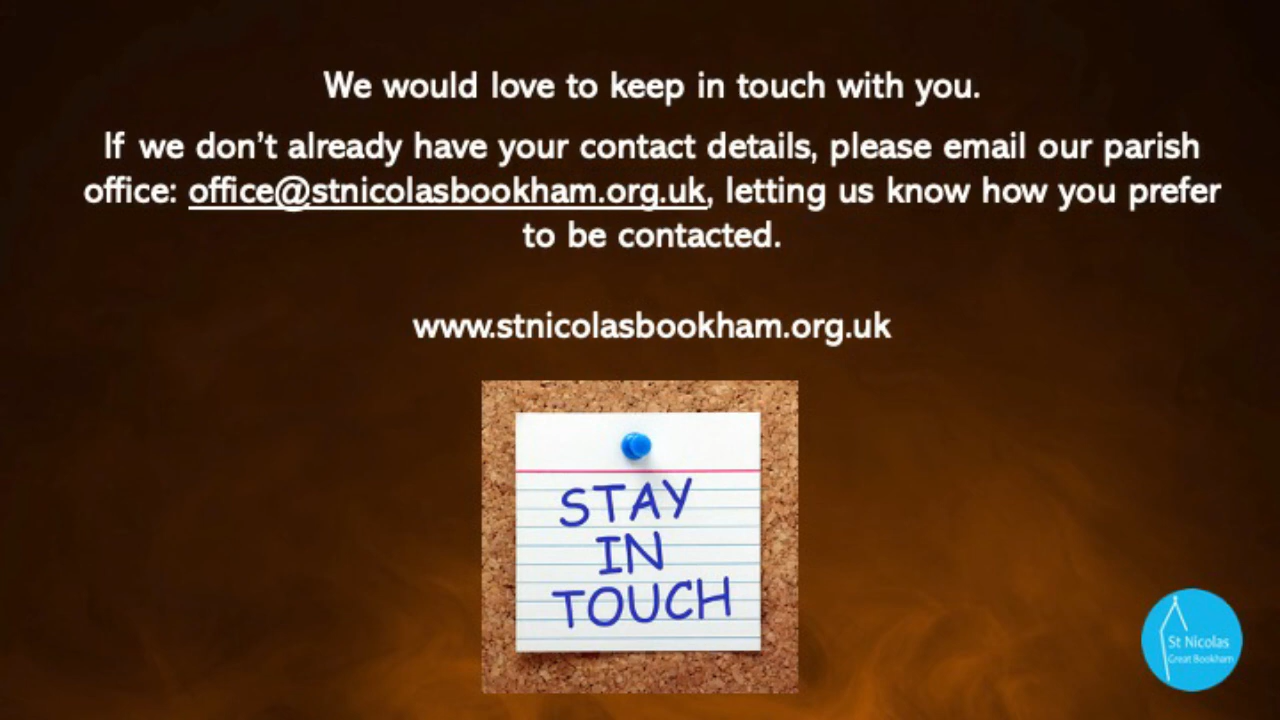 We would love to keep in touch with you.
If we don’t already have your contact details, please email our parish
office: office@stnicolasbookham.org.uk, letting us know how you prefer
to be contacted.
www.stnicolasbookham.org.uk
STAY
IN
TOUCH
St Nicolas
Great Bookham